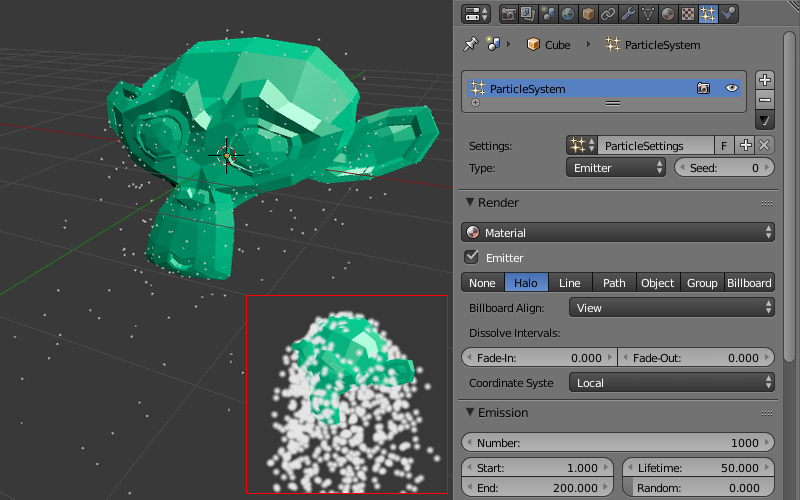 Cube ParticleSystem
ParticleSystem
Settings: ParticleSettings F
Type: Emitter Seed: 0
Render
Material
Emitter
None Halo Line Path Object Group Billboard
Billboard Align: View
Dissolve Intervals:
Fade-In: 0.000 Fade-Out: 0.000
Coordinate Syste Local
Emission
Number: 1000
Start: 1.000 Lifetime: 50.000
End: 200.000 Random: 0.000